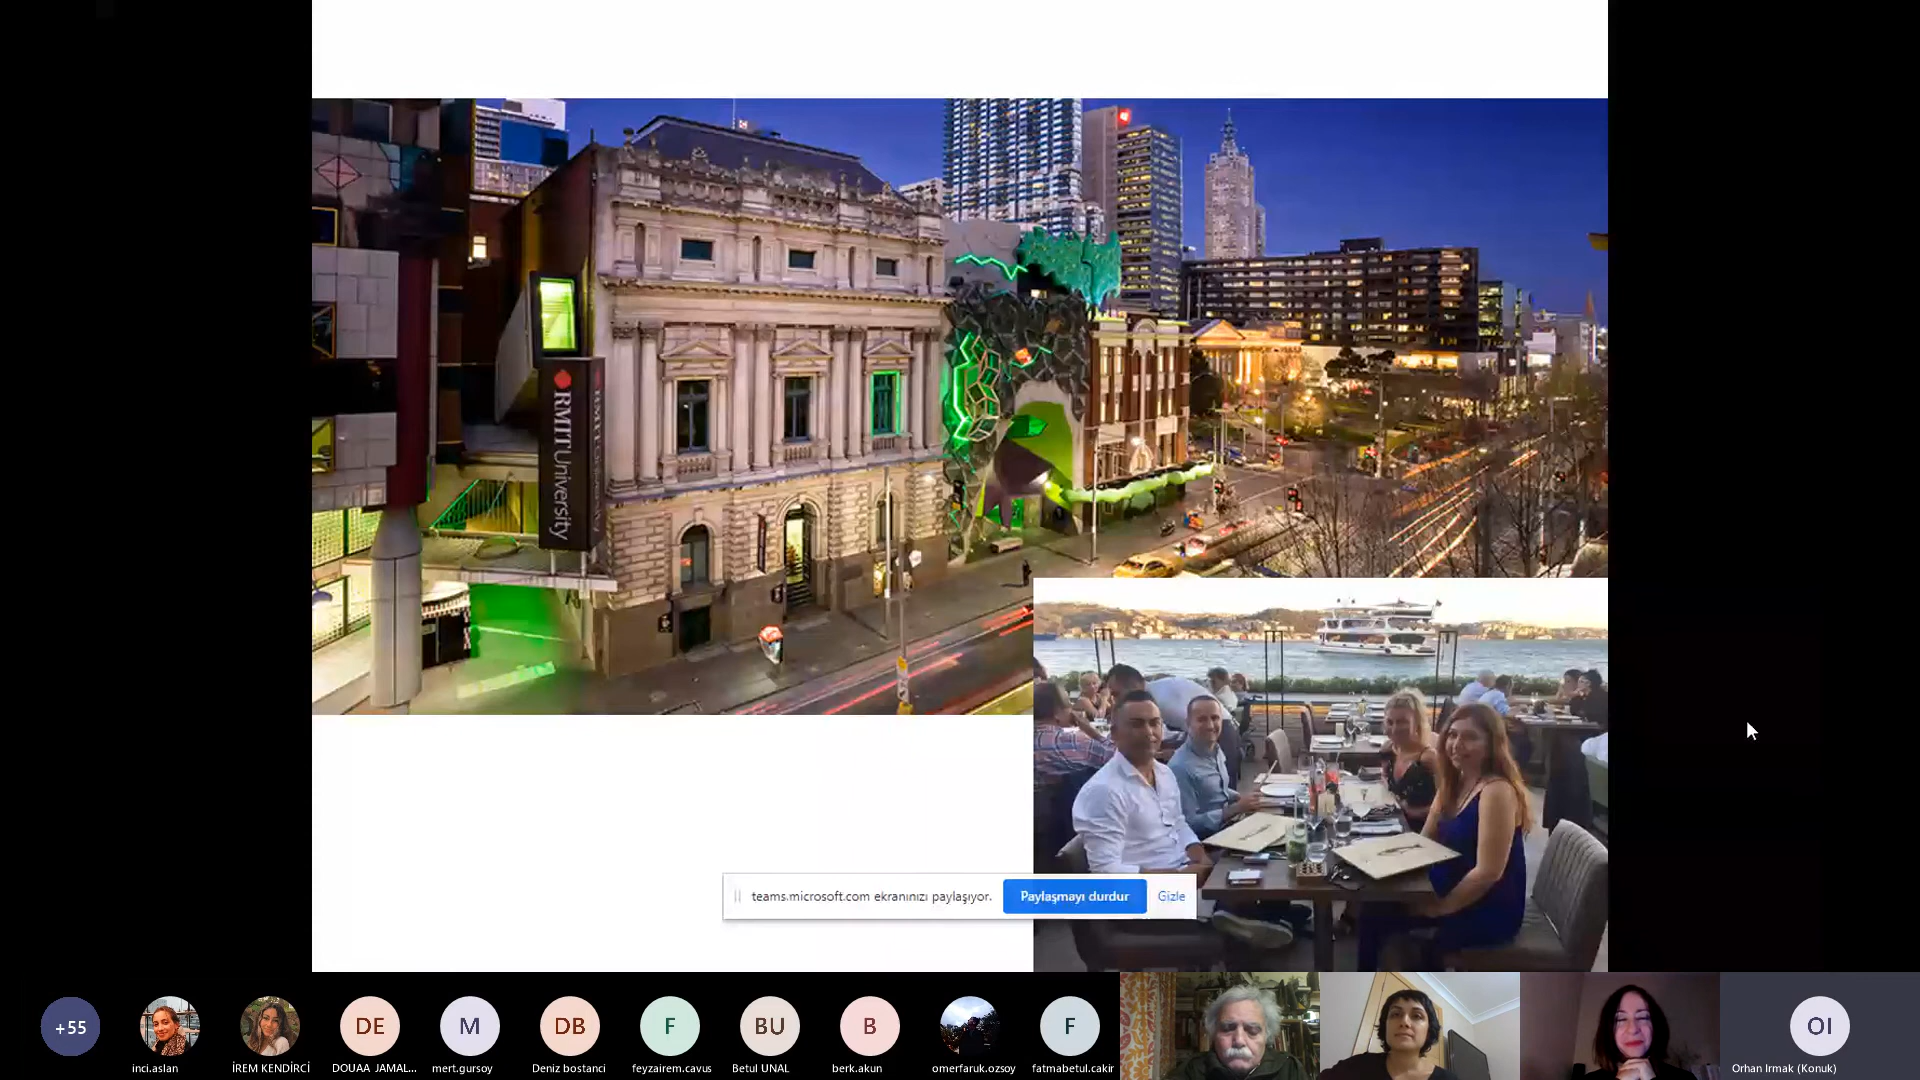 RMIT University
teams.microsoft.com ekranınızı paylaşıyor.
Paylaşmayı durdur
Gizle
+55
DE
M
DB
F
BU
B
F
OI
inci.aslan
İREM KENDİRCİ
DOUAA JAMAL...
mert.gursoy
Deniz bostanci
feyzairem.cavus
Betul UNAL
berk.akun
omerfaruk.ozsoy
fatmabetul.cakir
Orhan Irmak (Konuk)